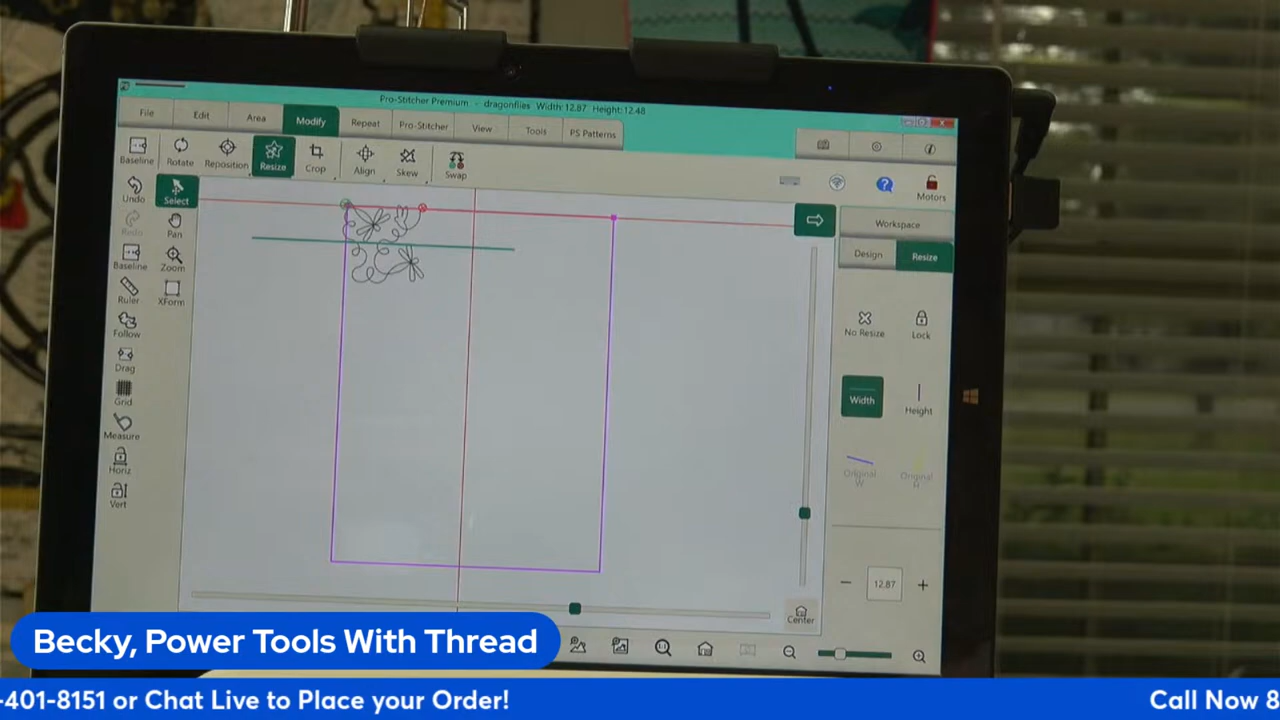 Pro-Stitcher Premium - dragonflies Width: 12.87 Height: 12.48
File Edit Area Modify Repeat Pro-Stitcher View Tools PS Patterns
Baseline Rotate Reposition Resize Crop Align Skew Swap Motors
Undo Select Workspace
Redo Pan Design Resize
Baseline Zoom
Ruler XForm
No Resize Lock
Follow
Drag
Grid Width Height
Measure
Horiz Original W Original H
Vert
12.87
Center
Becky, Power Tools With Thread
-401-8151 or Chat Live to Place your Order! Call Now 8